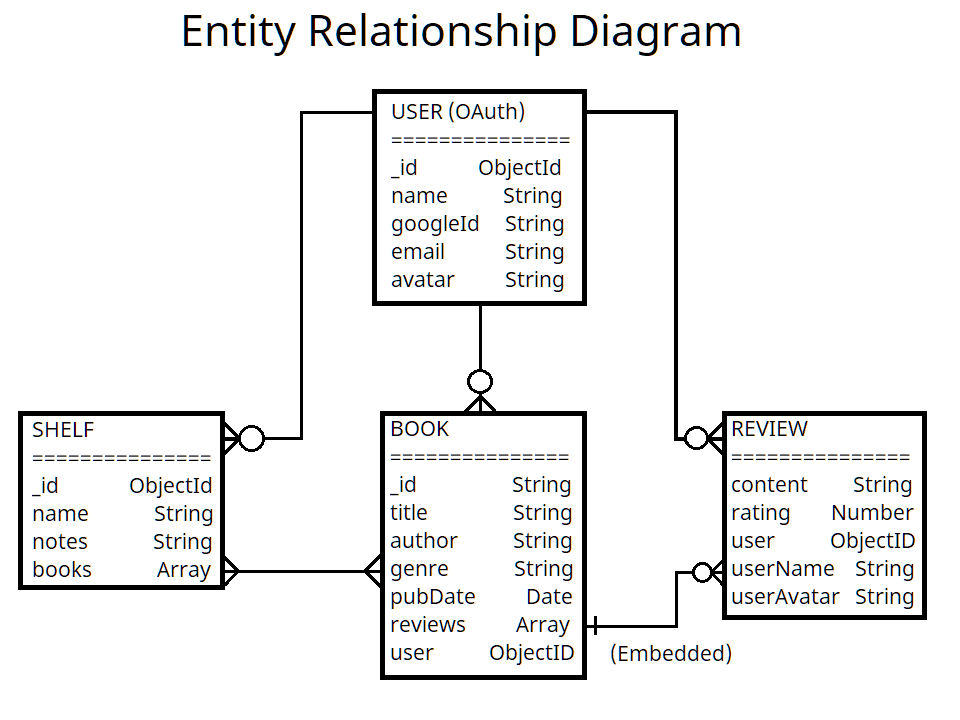 Entity Relationship Diagram
USER (OAuth)
===============
_id ObjectId
name String
googleId String
email String
avatar String
SHELF
===============
_id ObjectId
name String
notes String
books Array
BOOK
===============
_id String
title String
author String
genre String
pubDate Date
reviews Array
user ObjectID
REVIEW
===============
content String
rating Number
user ObjectID
userName String
userAvatar String
(Embedded)